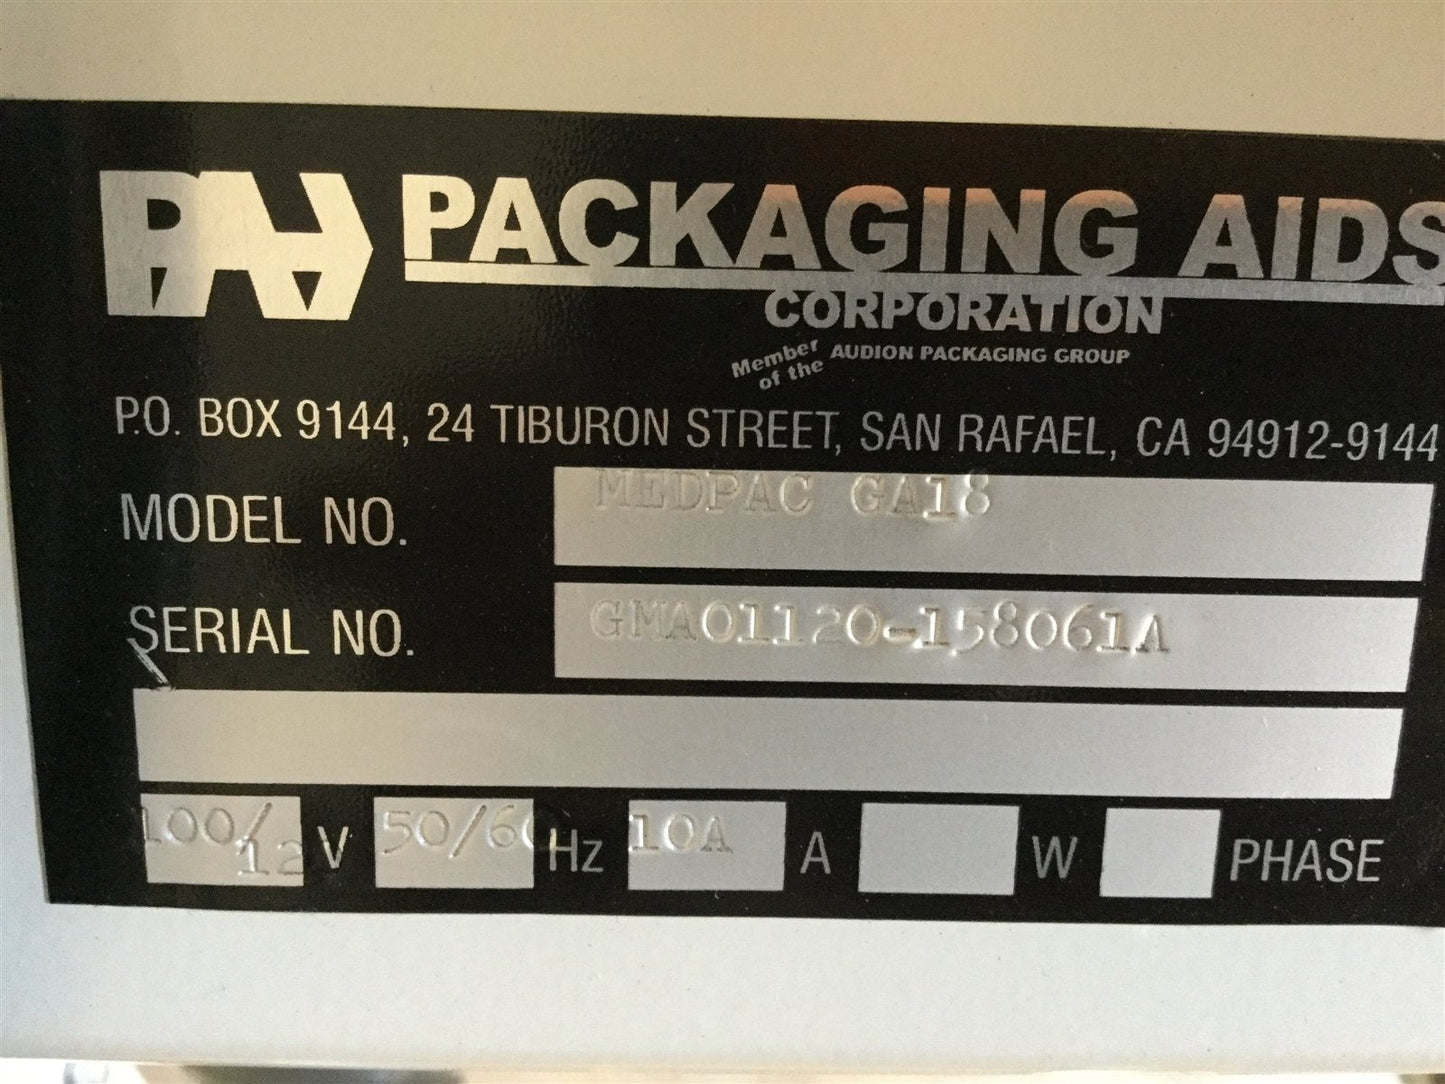 PAC PACKAGING AIDS
CORPORATION
Member of the AUDION PACKAGING GROUP
P.O. BOX 9144, 24 TIBURON STREET, SAN RAFAEL, CA 94912-9144
MODEL NO. MEDPAC GA18
SERIAL NO. GMA01120-158061A
100/12 V 50/60 Hz 10A A W PHASE